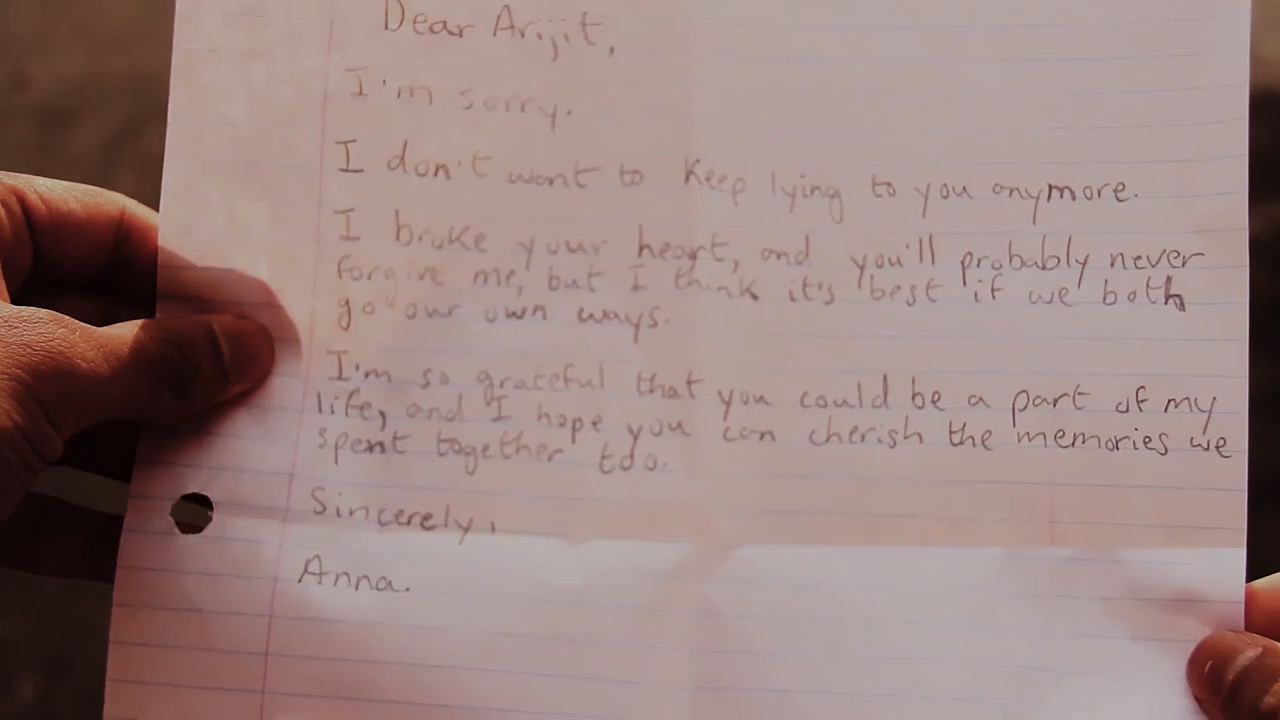 Dear Arijit,
I'm sorry.
I don't want to keep lying to you anymore.
I broke your heart, and you'll probably never
forgive me, but I think it's best if we both
go our own ways.
I'm so grateful that you could be a part of my
life, and I hope you can cherish the memories we
spent together too.
Sincerely,
Anna.